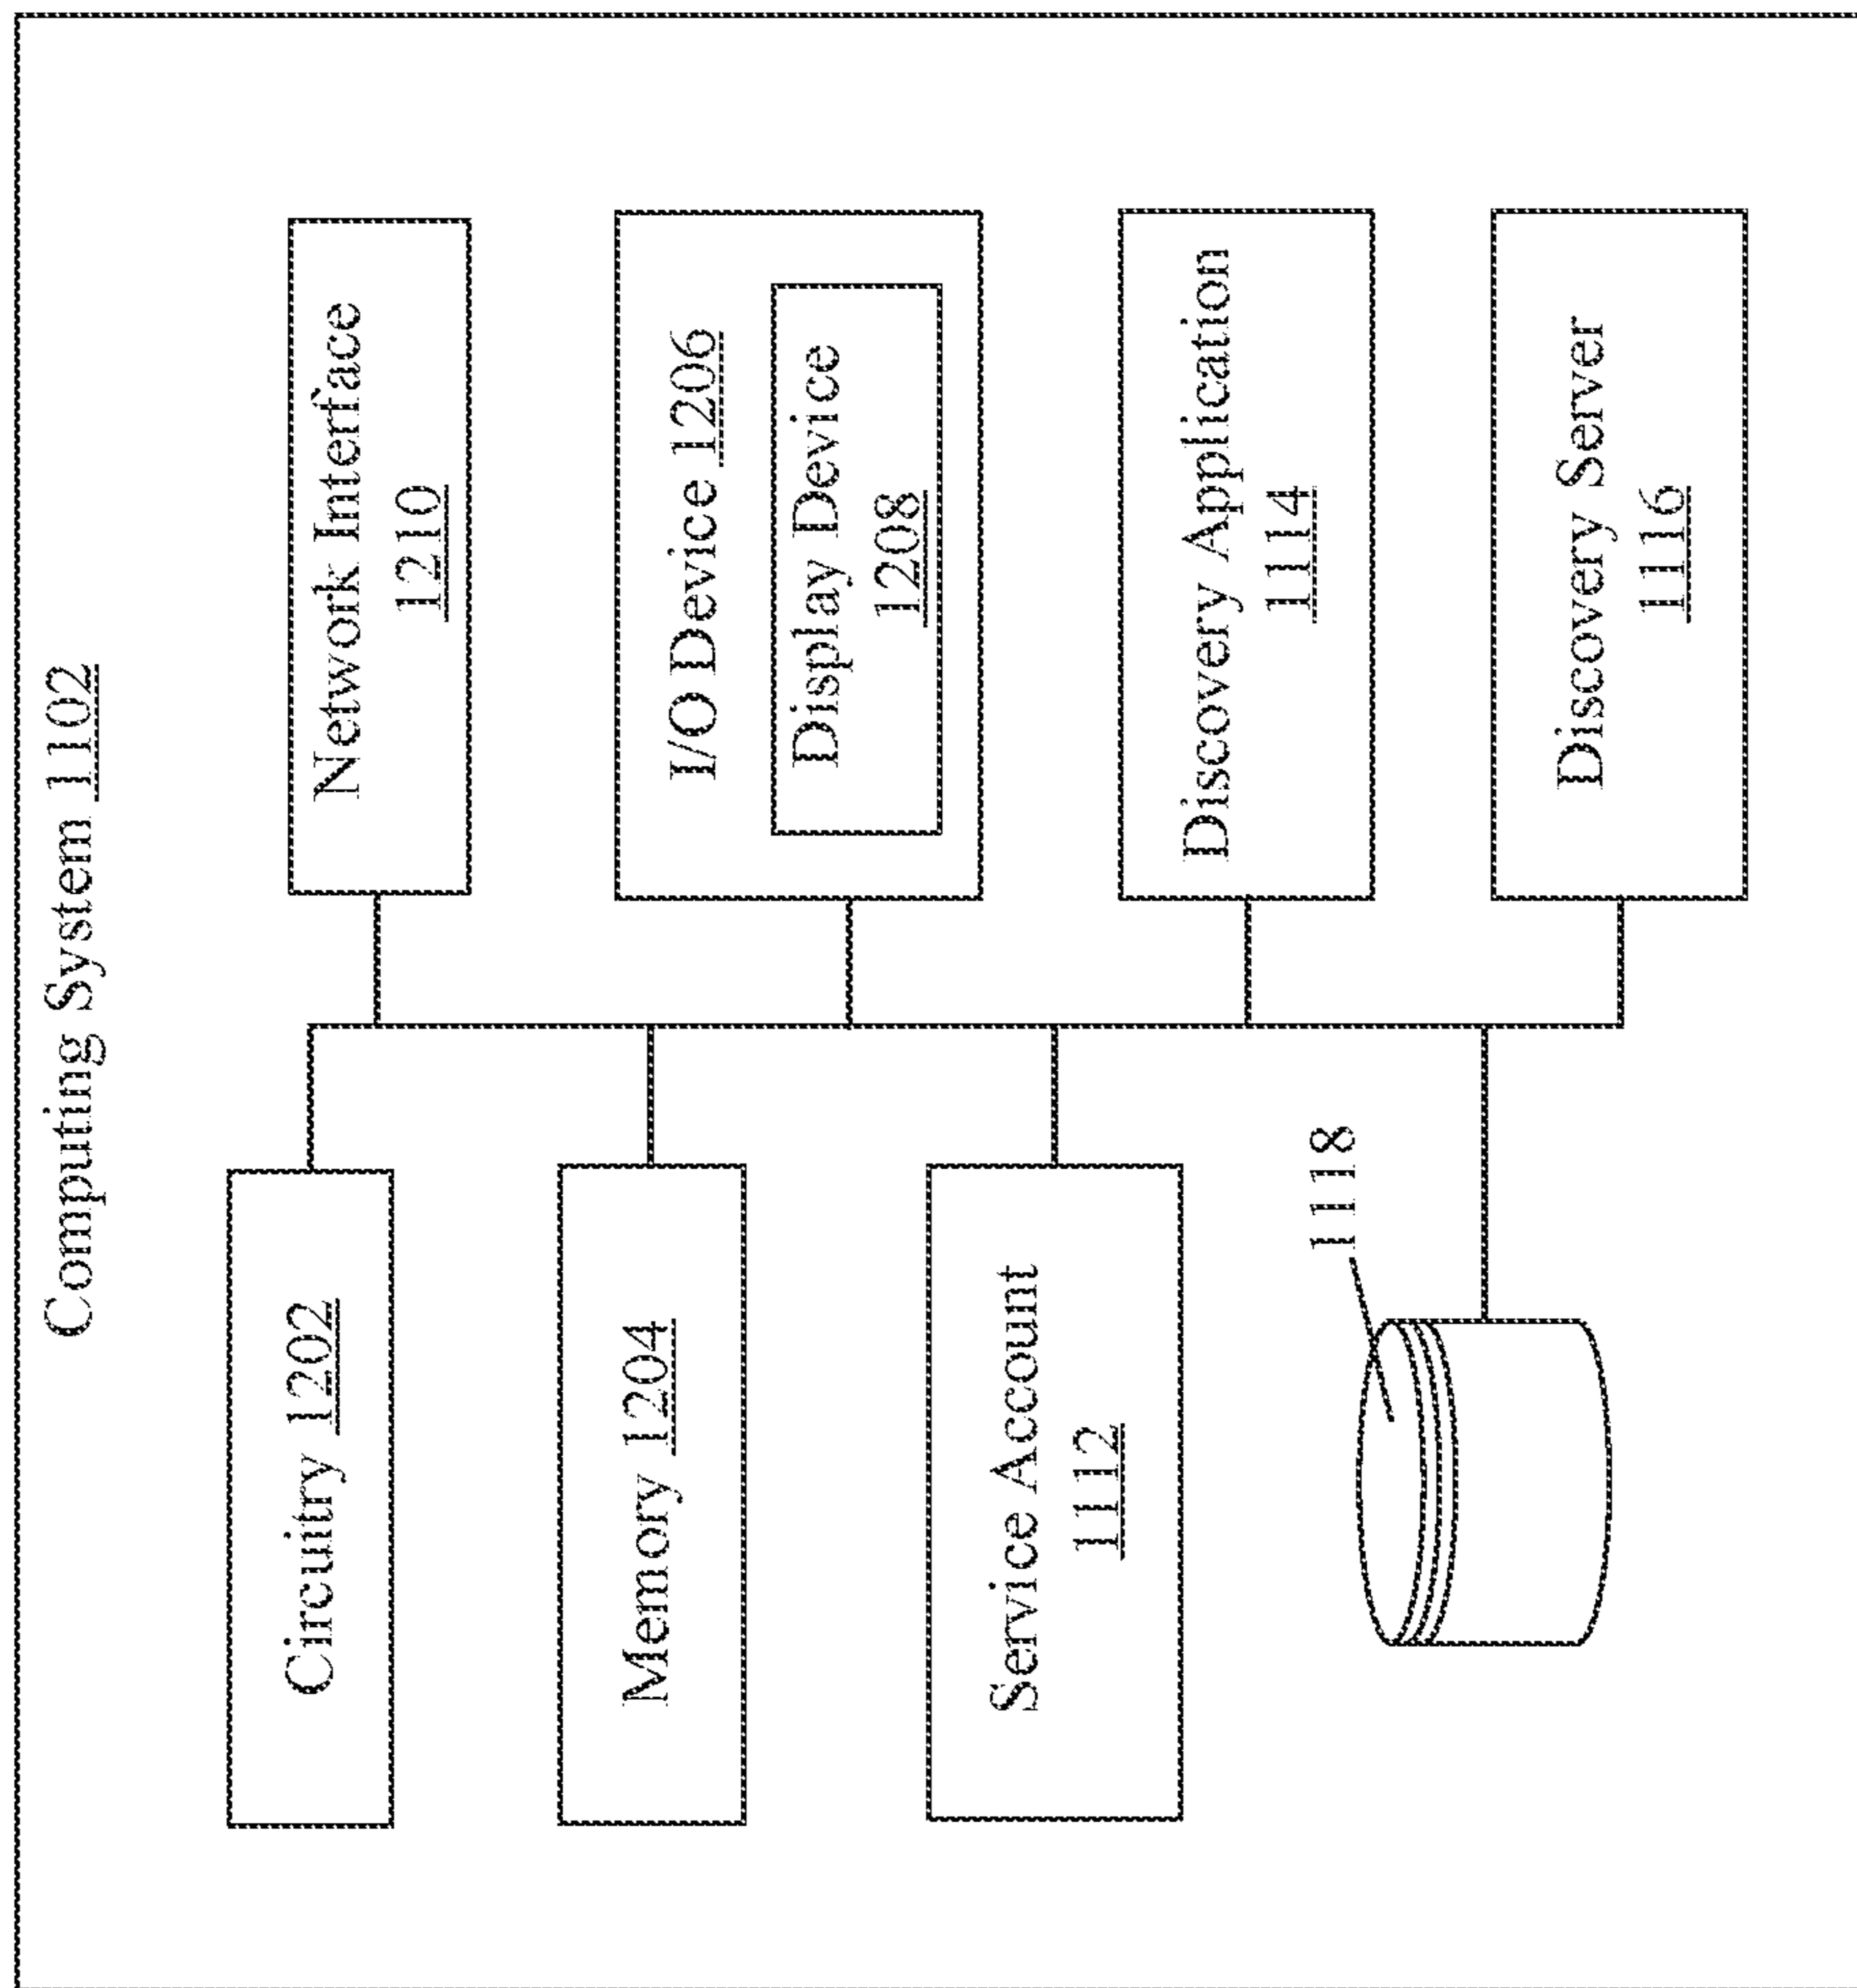 Computing System 1102
Circuitry 1202
Network Interface
1210
Memory 1204
I/O Device 1206
Display Device
1208
Service Account
1112
Discovery Application
1114
1118
Discovery Server
1116